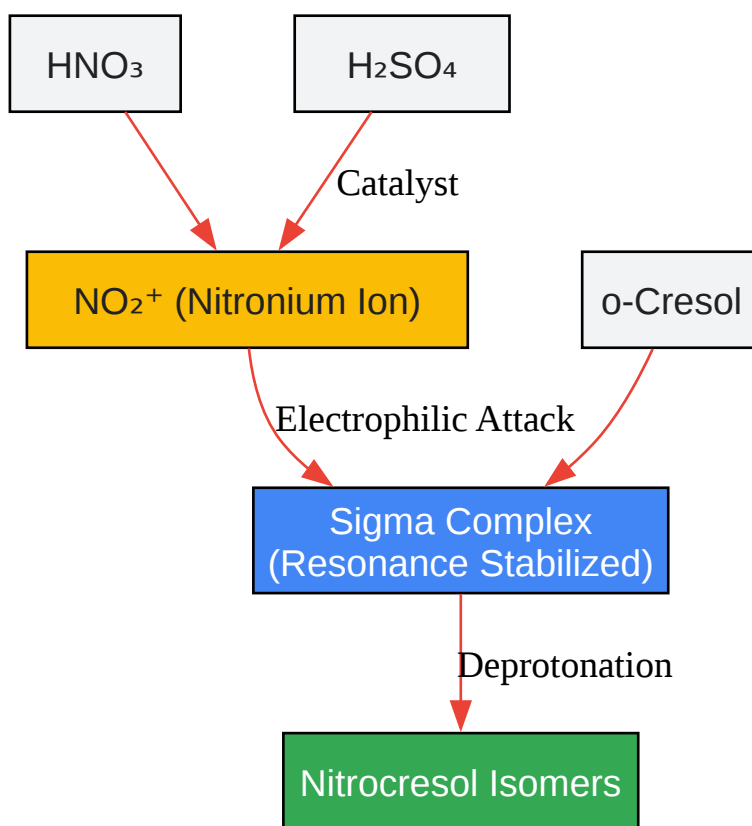 HNO₃
H₂SO₄
Catalyst
NO₂⁺ (Nitronium Ion)
o-Cresol
Electrophilic Attack
Sigma Complex
(Resonance Stabilized)
Deprotonation
Nitrocresol Isomers